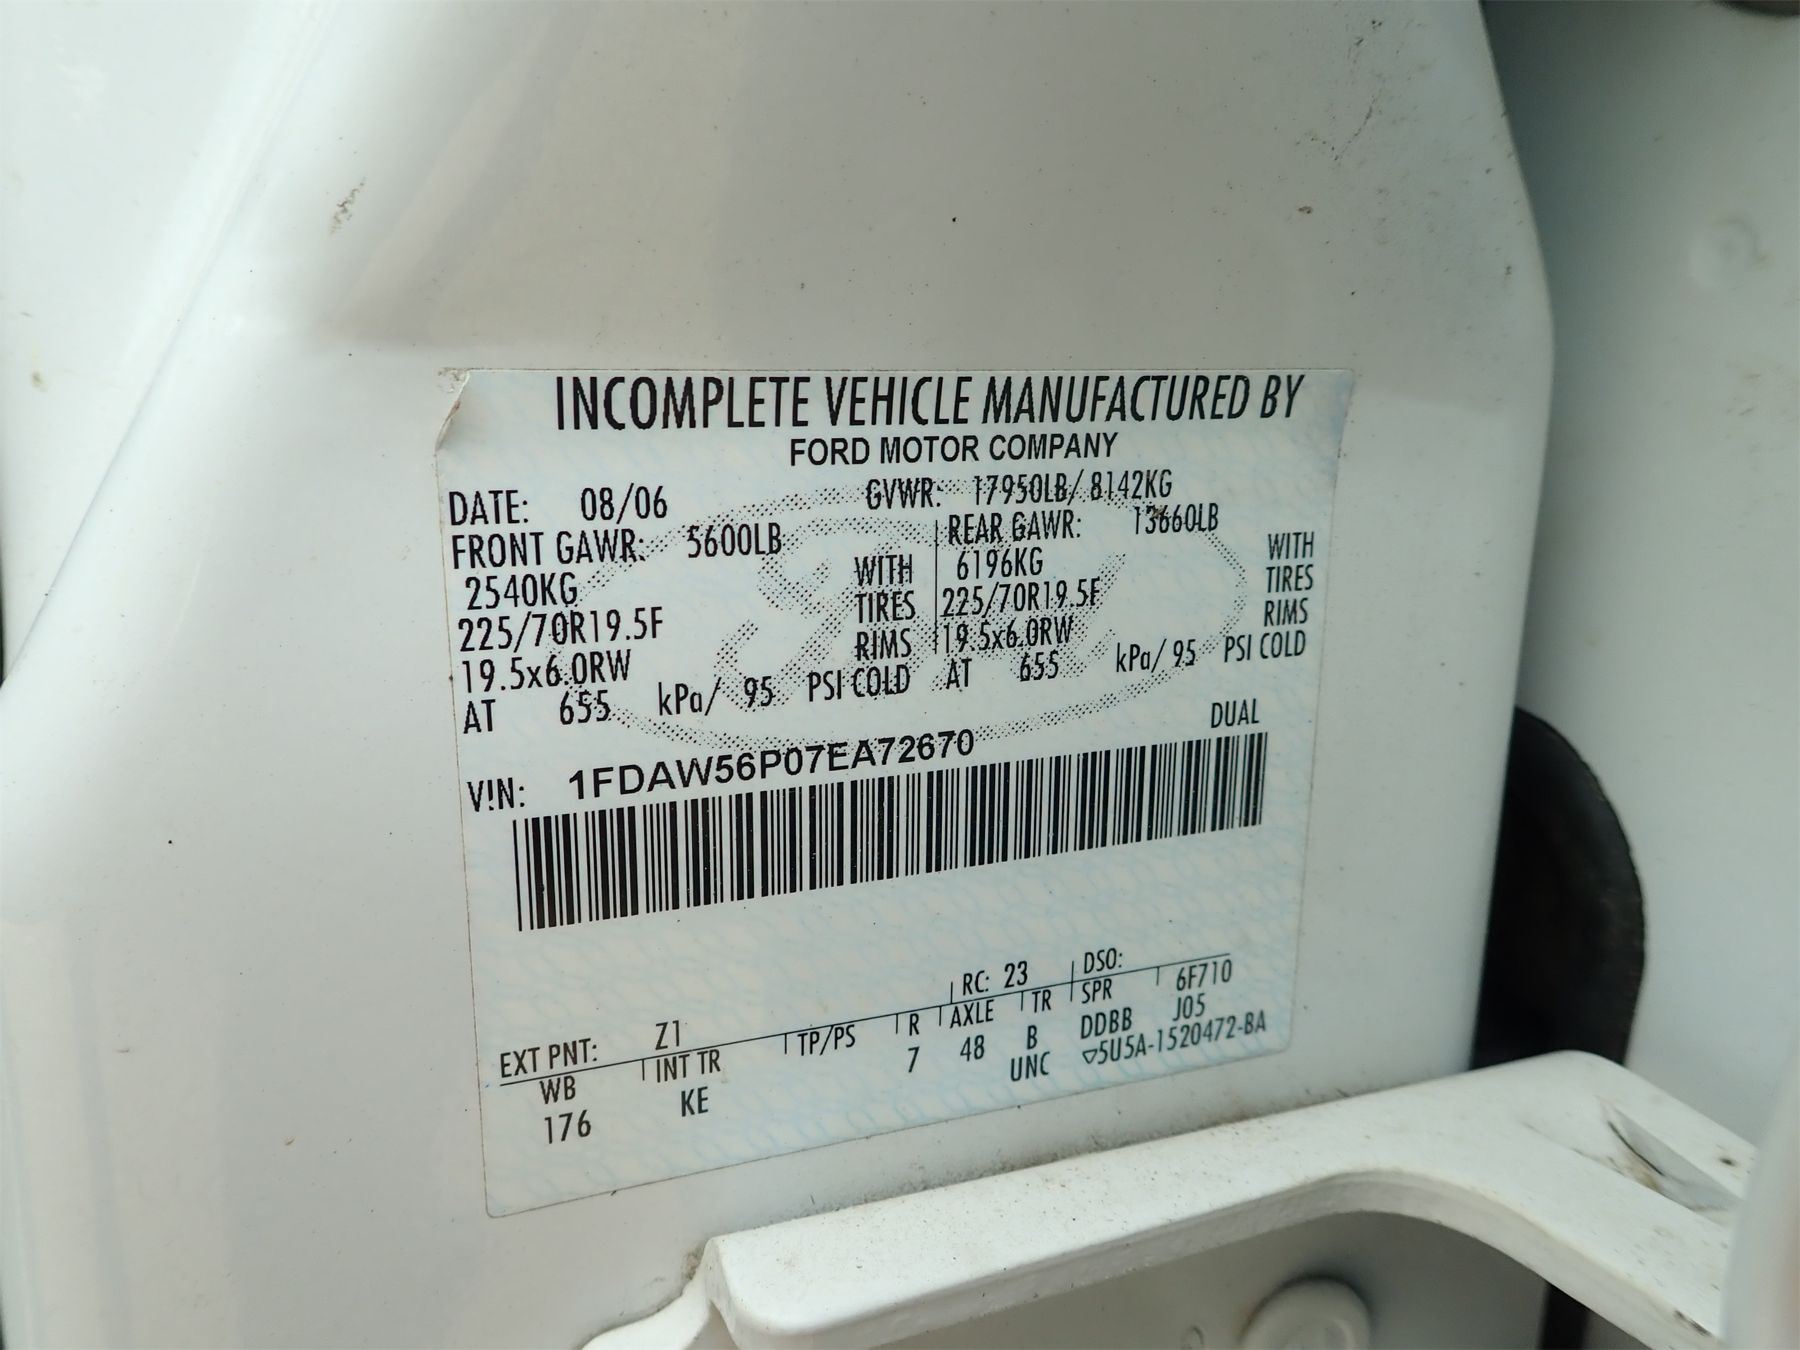 INCOMPLETE VEHICLE MANUFACTURED BY
FORD MOTOR COMPANY
DATE: 08/06 GVWR: 17950LB/ 8142KG
FRONT GAWR: 5600LB REAR GAWR: 13660LB
2540KG WITH 6196KG WITH
225/70R19.5F TIRES 225/70R19.5F TIRES
19.5x6.0RW RIMS 19.5x6.0RW RIMS
AT 655 kPa/ 95 PSI COLD AT 655 kPa/ 95 PSI COLD
DUAL
VIN: 1FDAW56P07EA72670
EXT PNT: Z1 RC: 23 DSO:
WB INT TR TP/PS R AXLE TR SPR 6F710
176 KE 7 48 B DDBB J05
UNC ▽5U5A-1520472-BA